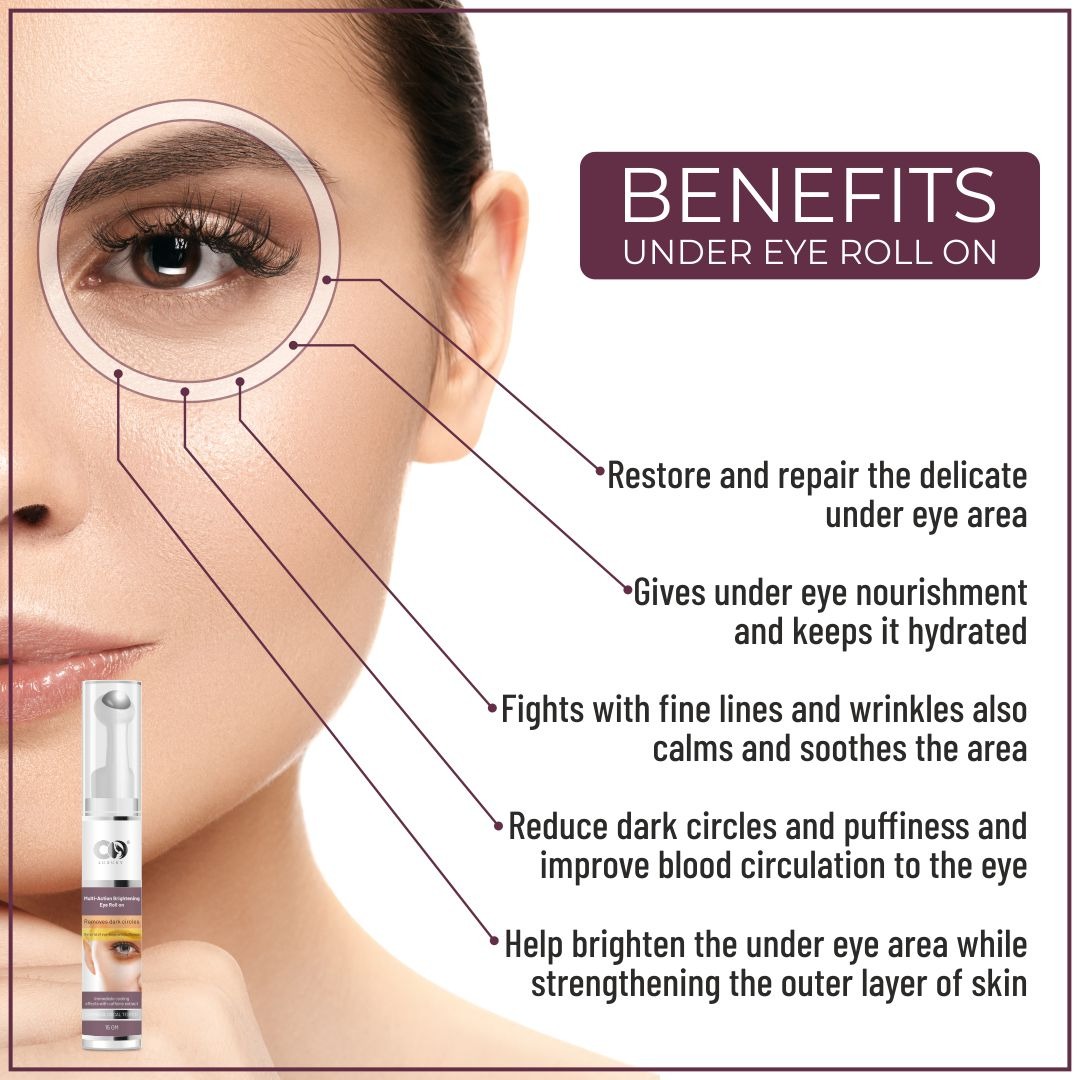 BENEFITS
UNDER EYE ROLL ON
Restore and repair the delicate
under eye area
Gives under eye nourishment
and keeps it hydrated
Fights with fine lines and wrinkles also
calms and soothes the area
Reduce dark circles and puffiness and
improve blood circulation to the eye
Help brighten the under eye area while
strengthening the outer layer of skin
LUXURY
Multi-Action Brightening
Eye Roll on
Removes dark circles
Immediate cooling
effects with caffeine extract
15 GM